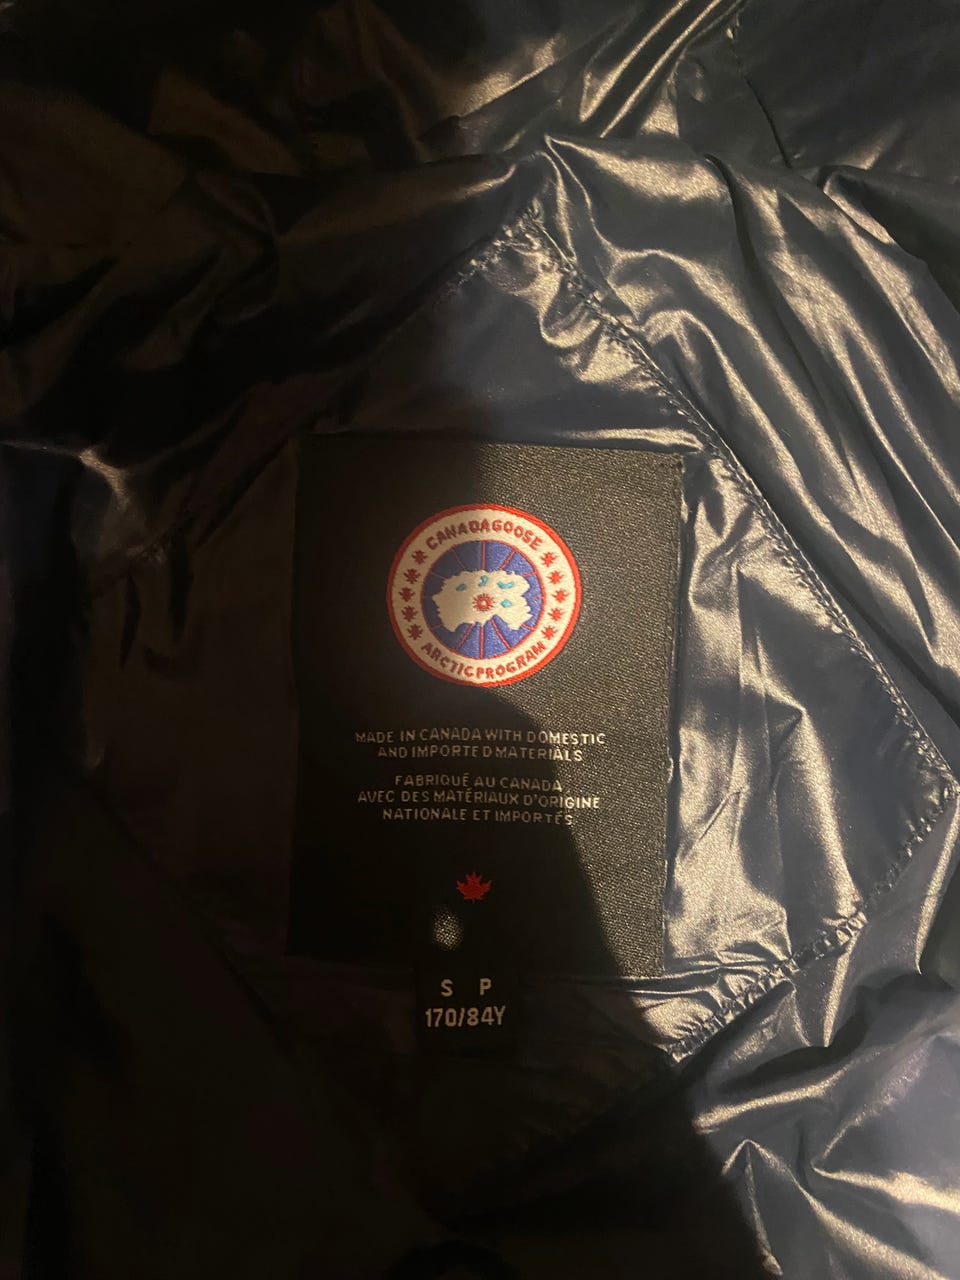 CANADA GOOSE
ARCTIC PROGRAM
MADE IN CANADA WITH DOMESTIC
AND IMPORTED MATERIALS
FABRIQUÉ AU CANADA
AVEC DES MATÉRIAUX D'ORIGINE
NATIONALE ET IMPORTÉS
S P
170/84Y